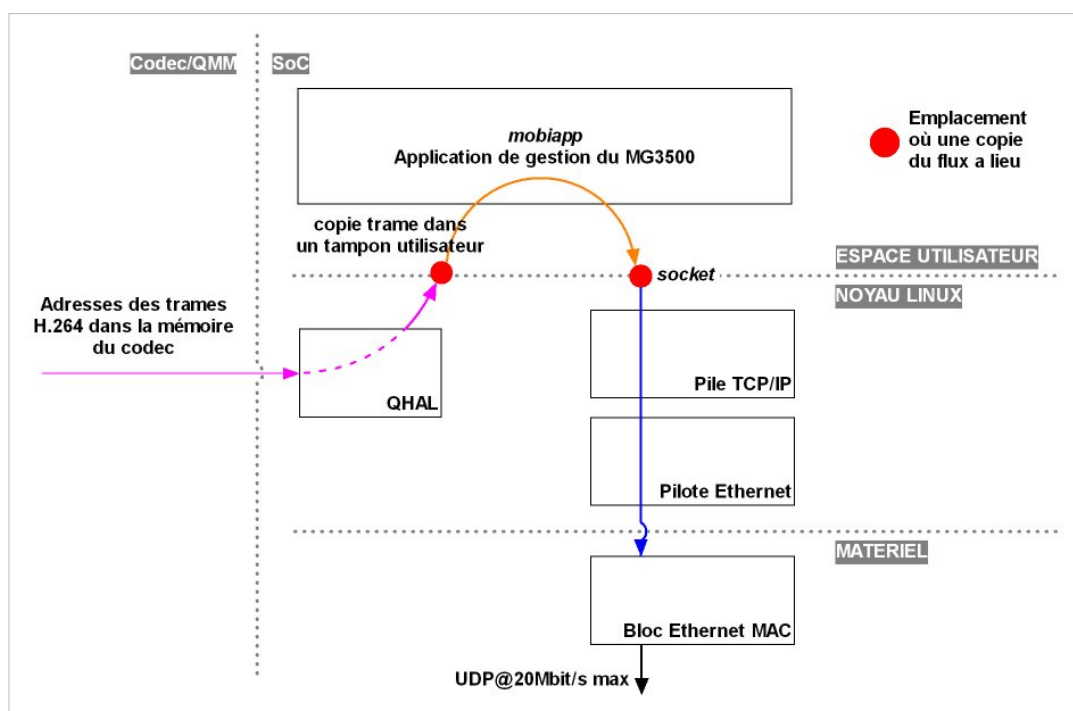 Codec/QMM
SoC
mobiapp
Application de gestion du MG3500
Emplacement
où une copie
du flux a lieu
copie trame dans
un tampon utilisateur
ESPACE UTILISATEUR
socket
NOYAU LINUX
Adresses des trames
H.264 dans la mémoire
du codec
QHAL
Pile TCP/IP
Pilote Ethernet
MATERIEL
Bloc Ethernet MAC
UDP@20Mbit/s max